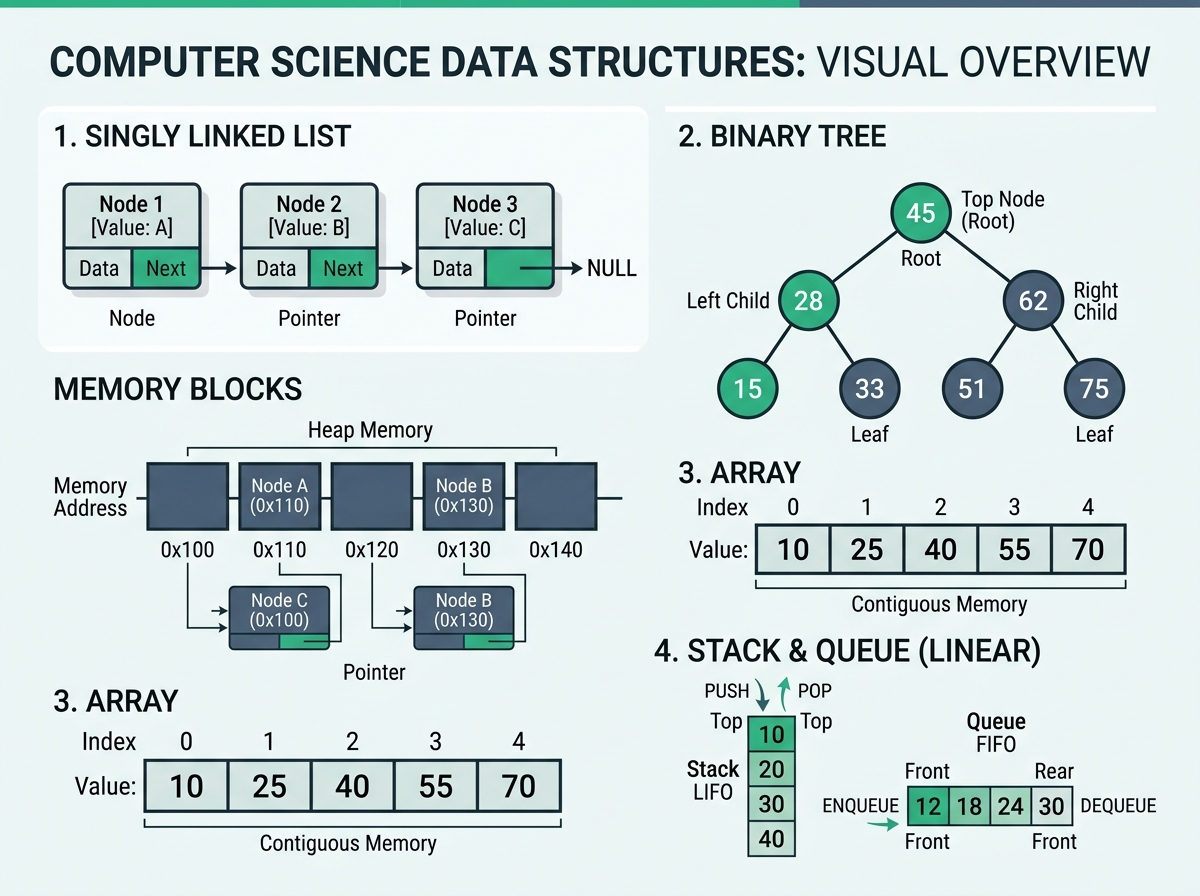 COMPUTER SCIENCE DATA STRUCTURES: VISUAL OVERVIEW
1. SINGLY LINKED LIST
Node 1
[Value: A]
Data
Next
Node 2
[Value: B]
Data
Next
Node 3
[Value: C]
Data
NULL
Node
Pointer
Pointer
MEMORY BLOCKS
Heap Memory
Memory
Address
Node A
(0x110)
Node B
(0x130)
0x100
0x110
0x120
0x130
0x140
Node C
(0x100)
Node B
(0x130)
Pointer
3. ARRAY
Index 0 1 2 3 4
Value: 10 25 40 55 70
Contiguous Memory
2. BINARY TREE
45
Top Node
(Root)
Root
Left Child
28
62
Right
Child
15
33
51
75
Leaf
Leaf
3. ARRAY
Index 0 1 2 3 4
Value: 10 25 40 55 70
Contiguous Memory
4. STACK & QUEUE (LINEAR)
PUSH
POP
Top
Top
10
20
30
40
Stack
LIFO
Queue
FIFO
Front
Rear
ENQUEUE
12 18 24 30
DEQUEUE
Front
Front